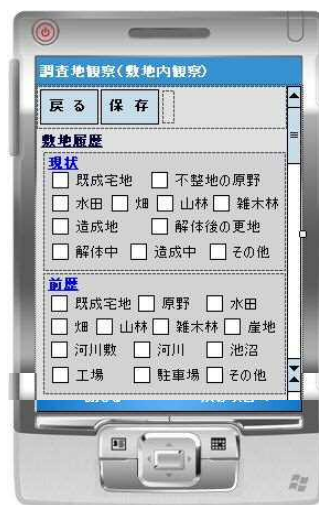 調査地観察(敷地内観察)
戻る 保存
敷地履歴
現状
既成宅地 不整地の原野
水田 畑 山林 雑木林
造成地 解体後の更地
解体中 造成中 その他
前歴
既成宅地 原野 水田
畑 山林 雑木林 崖地
河川敷 河川 池沼
工場 駐車場 その他